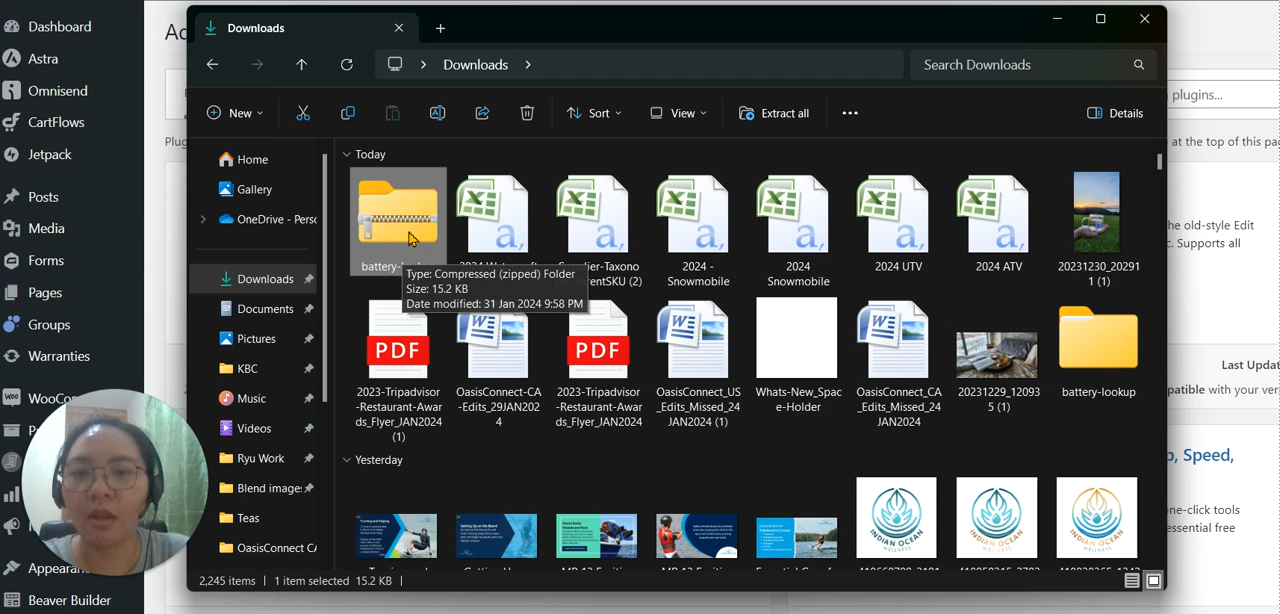 Dashboard
Astra
Omnisend
CartFlows
Jetpack
Posts
Media
Forms
Pages
Groups
Warranties
Beaver Builder
Downloads
Downloads
Search Downloads
New
Sort
View
Extract all
Details
Home
Gallery
OneDrive - Perso
Downloads
Documents
Pictures
KBC
Music
Videos
Ryu Work
Blend images
Teas
OasisConnect CA
Today
Type: Compressed (zipped) Folder
Size: 15.2 KB
Date modified: 31 Jan 2024 9:58 PM
2024 -
Snowmobile
2024
Snowmobile
2024 UTV
2024 ATV
20231230_20291
1 (1)
PDF
PDF
2023-Tripadvisor
-Restaurant-Awar
ds_Flyer_JAN2024
(1)
OasisConnect-CA
-Edits_29JAN202
4
2023-Tripadvisor
-Restaurant-Awar
ds_Flyer_JAN2024
OasisConnect_US
_Edits_Missed_24
JAN2024 (1)
Whats-New_Spac
e-Holder
OasisConnect_CA
_Edits_Missed_24
JAN2024
20231229_12093
5 (1)
battery-lookup
Yesterday
INDIAN OCEAN
WELLNESS
INDIAN OCEAN
WELLNESS
INDIAN OCEAN
WELLNESS
2,245 items
1 item selected 15.2 KB
plugins...
at the top of this pag
he old-style Edit
c. Supports all
Last Updat
patible with your ver
p, Speed,
one-click tools
essential free